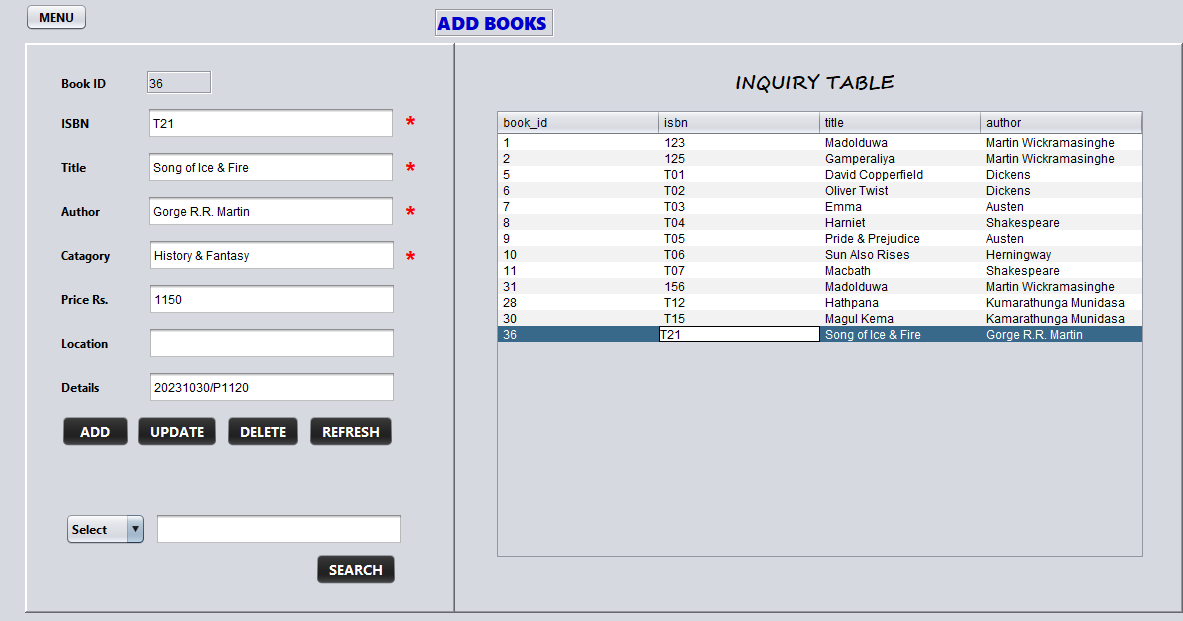 MENU
ADD BOOKS
Book ID 36
ISBN T21 *
Title Song of Ice & Fire *
Author Gorge R.R. Martin *
Catagory History & Fantasy *
Price Rs. 1150
Location
Details 20231030/P1120
ADD UPDATE DELETE REFRESH
Select
SEARCH
INQUIRY TABLE
book_id isbn title author
1 123 Madolduwa Martin Wickramasinghe
2 125 Gamperaliya Martin Wickramasinghe
5 T01 David Copperfield Dickens
6 T02 Oliver Twist Dickens
7 T03 Emma Austen
8 T04 Harniet Shakespeare
9 T05 Pride & Prejudice Austen
10 T06 Sun Also Rises Herningway
11 T07 Macbath Shakespeare
31 156 Madolduwa Martin Wickramasinghe
28 T12 Hathpana Kumarathunga Munidasa
30 T15 Magul Kema Kamarathunga Munidasa
36 T21 Song of Ice & Fire Gorge R.R. Martin